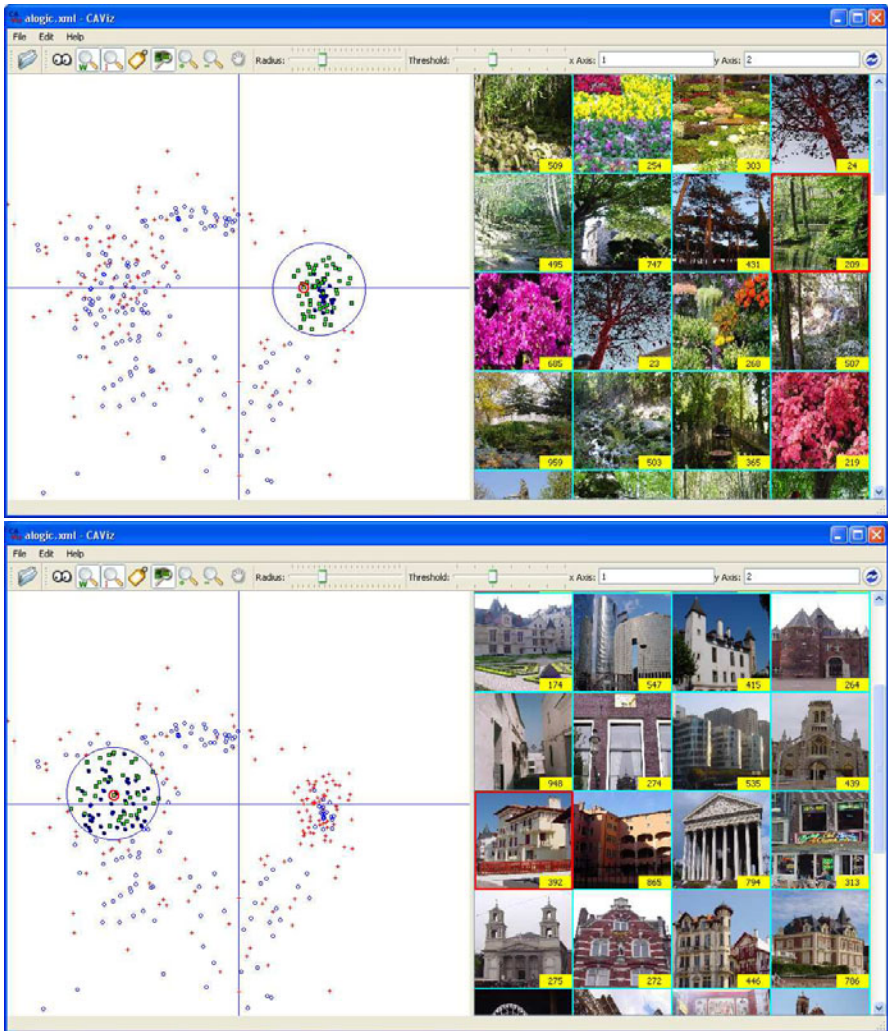 alogic.xml - CAViz
File Edit Help
Radius: Threshold: x Axis: 1 y Axis: 2
509 254 303 24
495 747 431 209
685 23 268 507
959 503 365 219
alogic.xml - CAViz
File Edit Help
Radius: Threshold: x Axis: 1 y Axis: 2
174 547 415 264
948 274 535 439
392 865 794 313
275 272 446 786